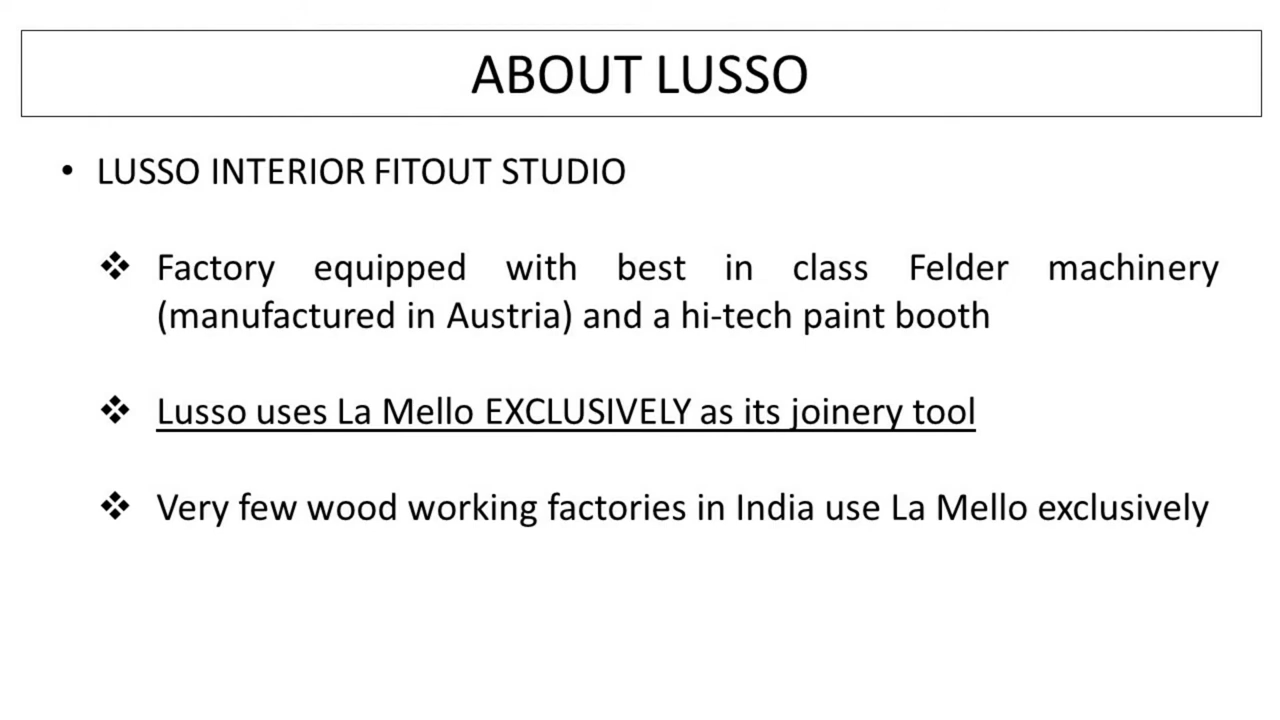 ABOUT LUSSO
• LUSSO INTERIOR FITOUT STUDIO
❖ Factory equipped with best in class Felder machinery
(manufactured in Austria) and a hi-tech paint booth
❖ Lusso uses La Mello EXCLUSIVELY as its joinery tool
❖ Very few wood working factories in India use La Mello exclusively